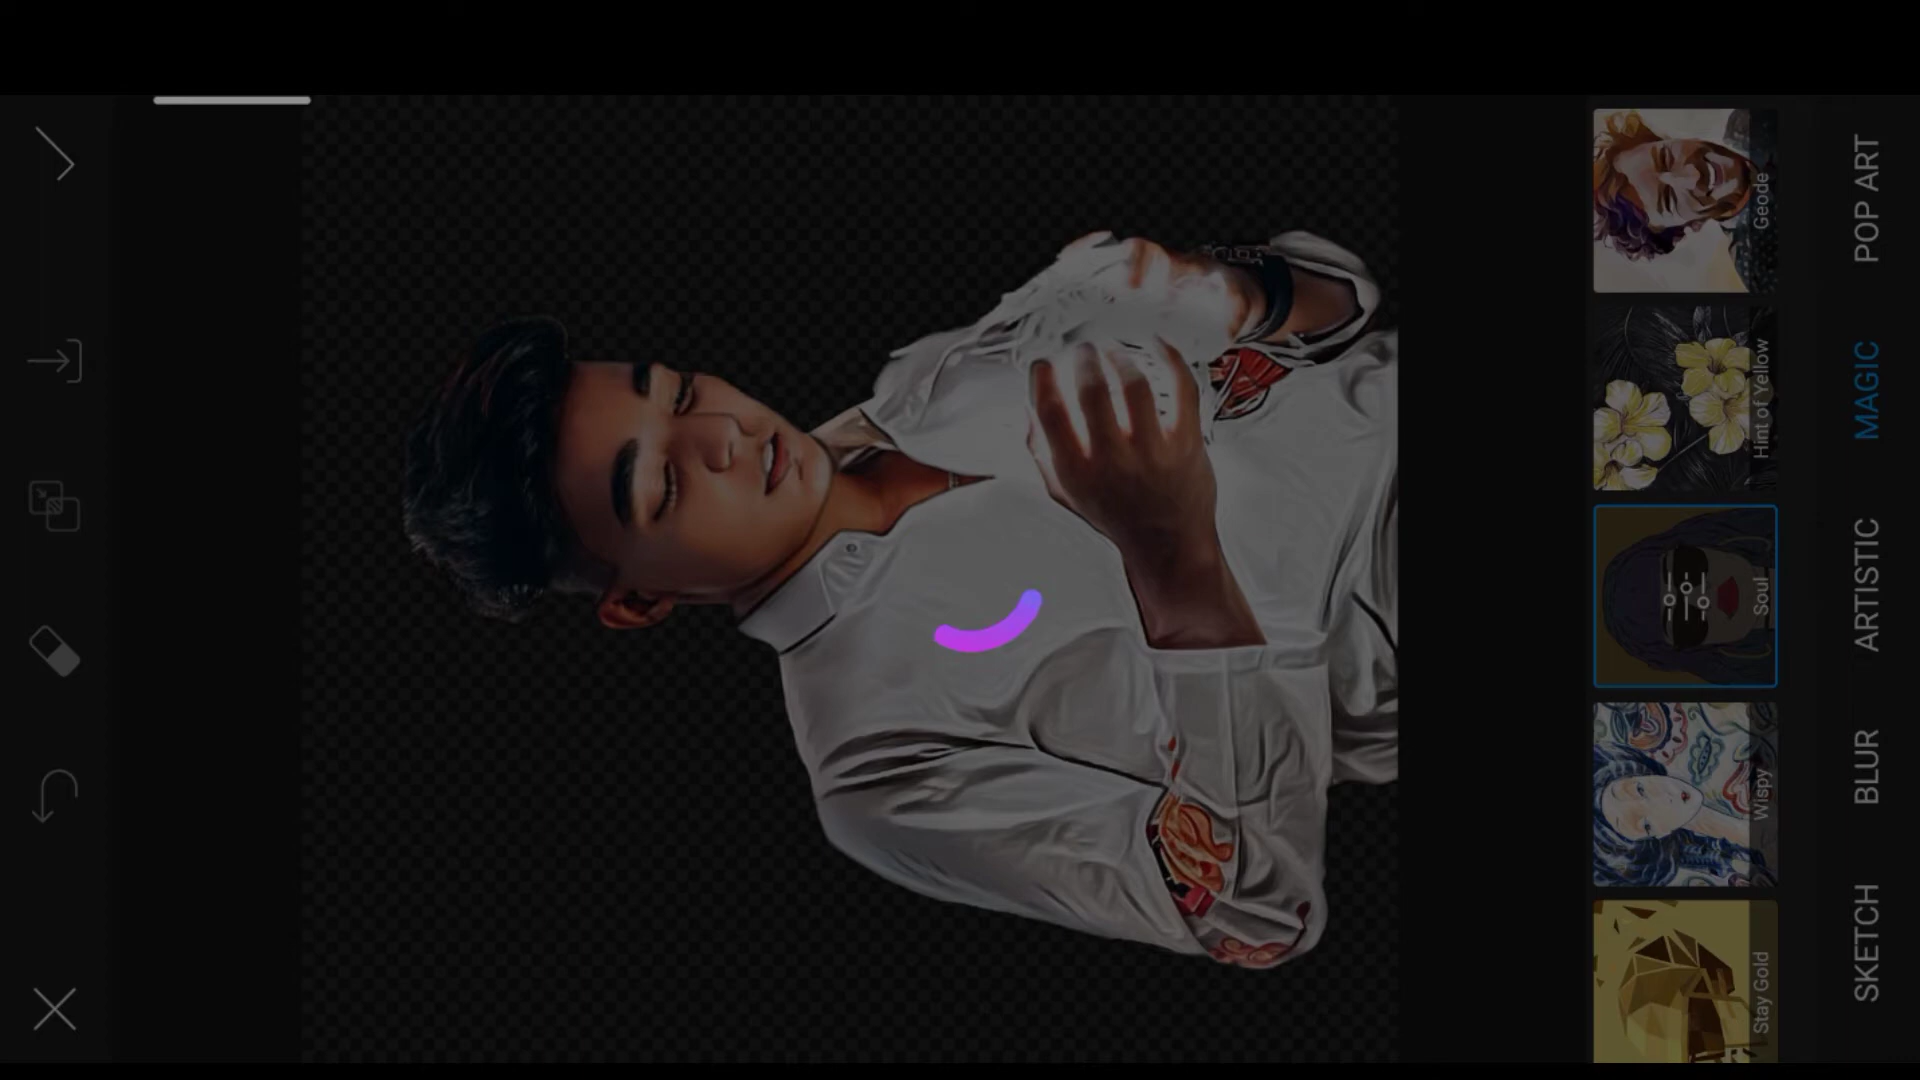 Geode
Hint of Yellow
Soul
Wispy
Stay Gold
POP ART
MAGIC
ARTISTIC
BLUR
SKETCH